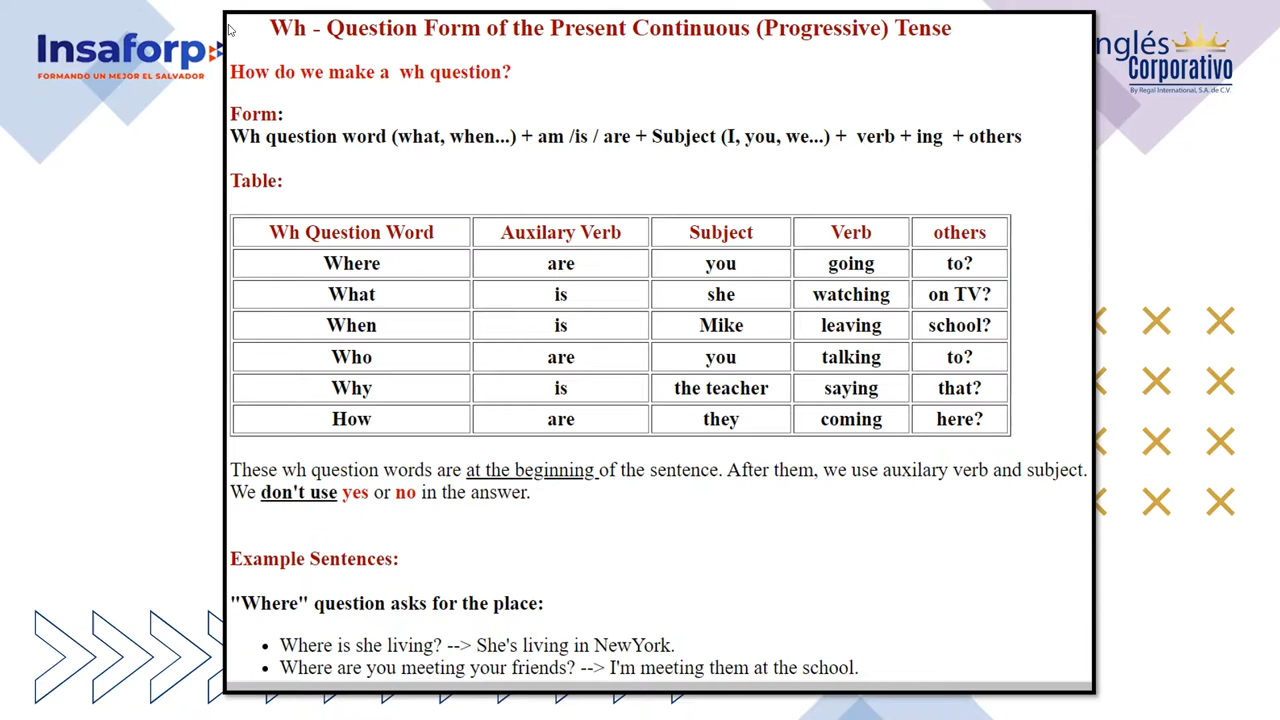 Wh - Question Form of the Present Continuous (Progressive) Tense
Insaforp
FORMANDO UN MEJOR EL SALVADOR
nglés
Corporativo
By Regal International, S.A. de C.V.
How do we make a wh question?
Form:
Wh question word (what, when...) + am /is / are + Subject (I, you, we...) + verb + ing + others
Table:
Wh Question Word Auxilary Verb Subject Verb others
Where are you going to?
What is she watching on TV?
When is Mike leaving school?
Who are you talking to?
Why is the teacher saying that?
How are they coming here?
These wh question words are at the beginning of the sentence. After them, we use auxilary verb and subject.
We don't use yes or no in the answer.
Example Sentences:
"Where" question asks for the place:
• Where is she living? --> She's living in NewYork.
• Where are you meeting your friends? --> I'm meeting them at the school.